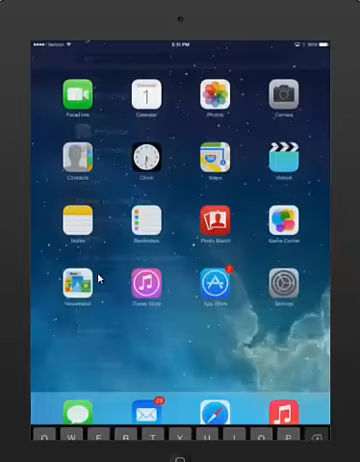 Verizon 5:31 PM
FaceTime Calendar Photos Camera
1
Contacts Clock Maps Videos
Notes Reminders Photo Booth Game Center
Newsstand iTunes Store App Store Settings
Q W E R T Y U I O P